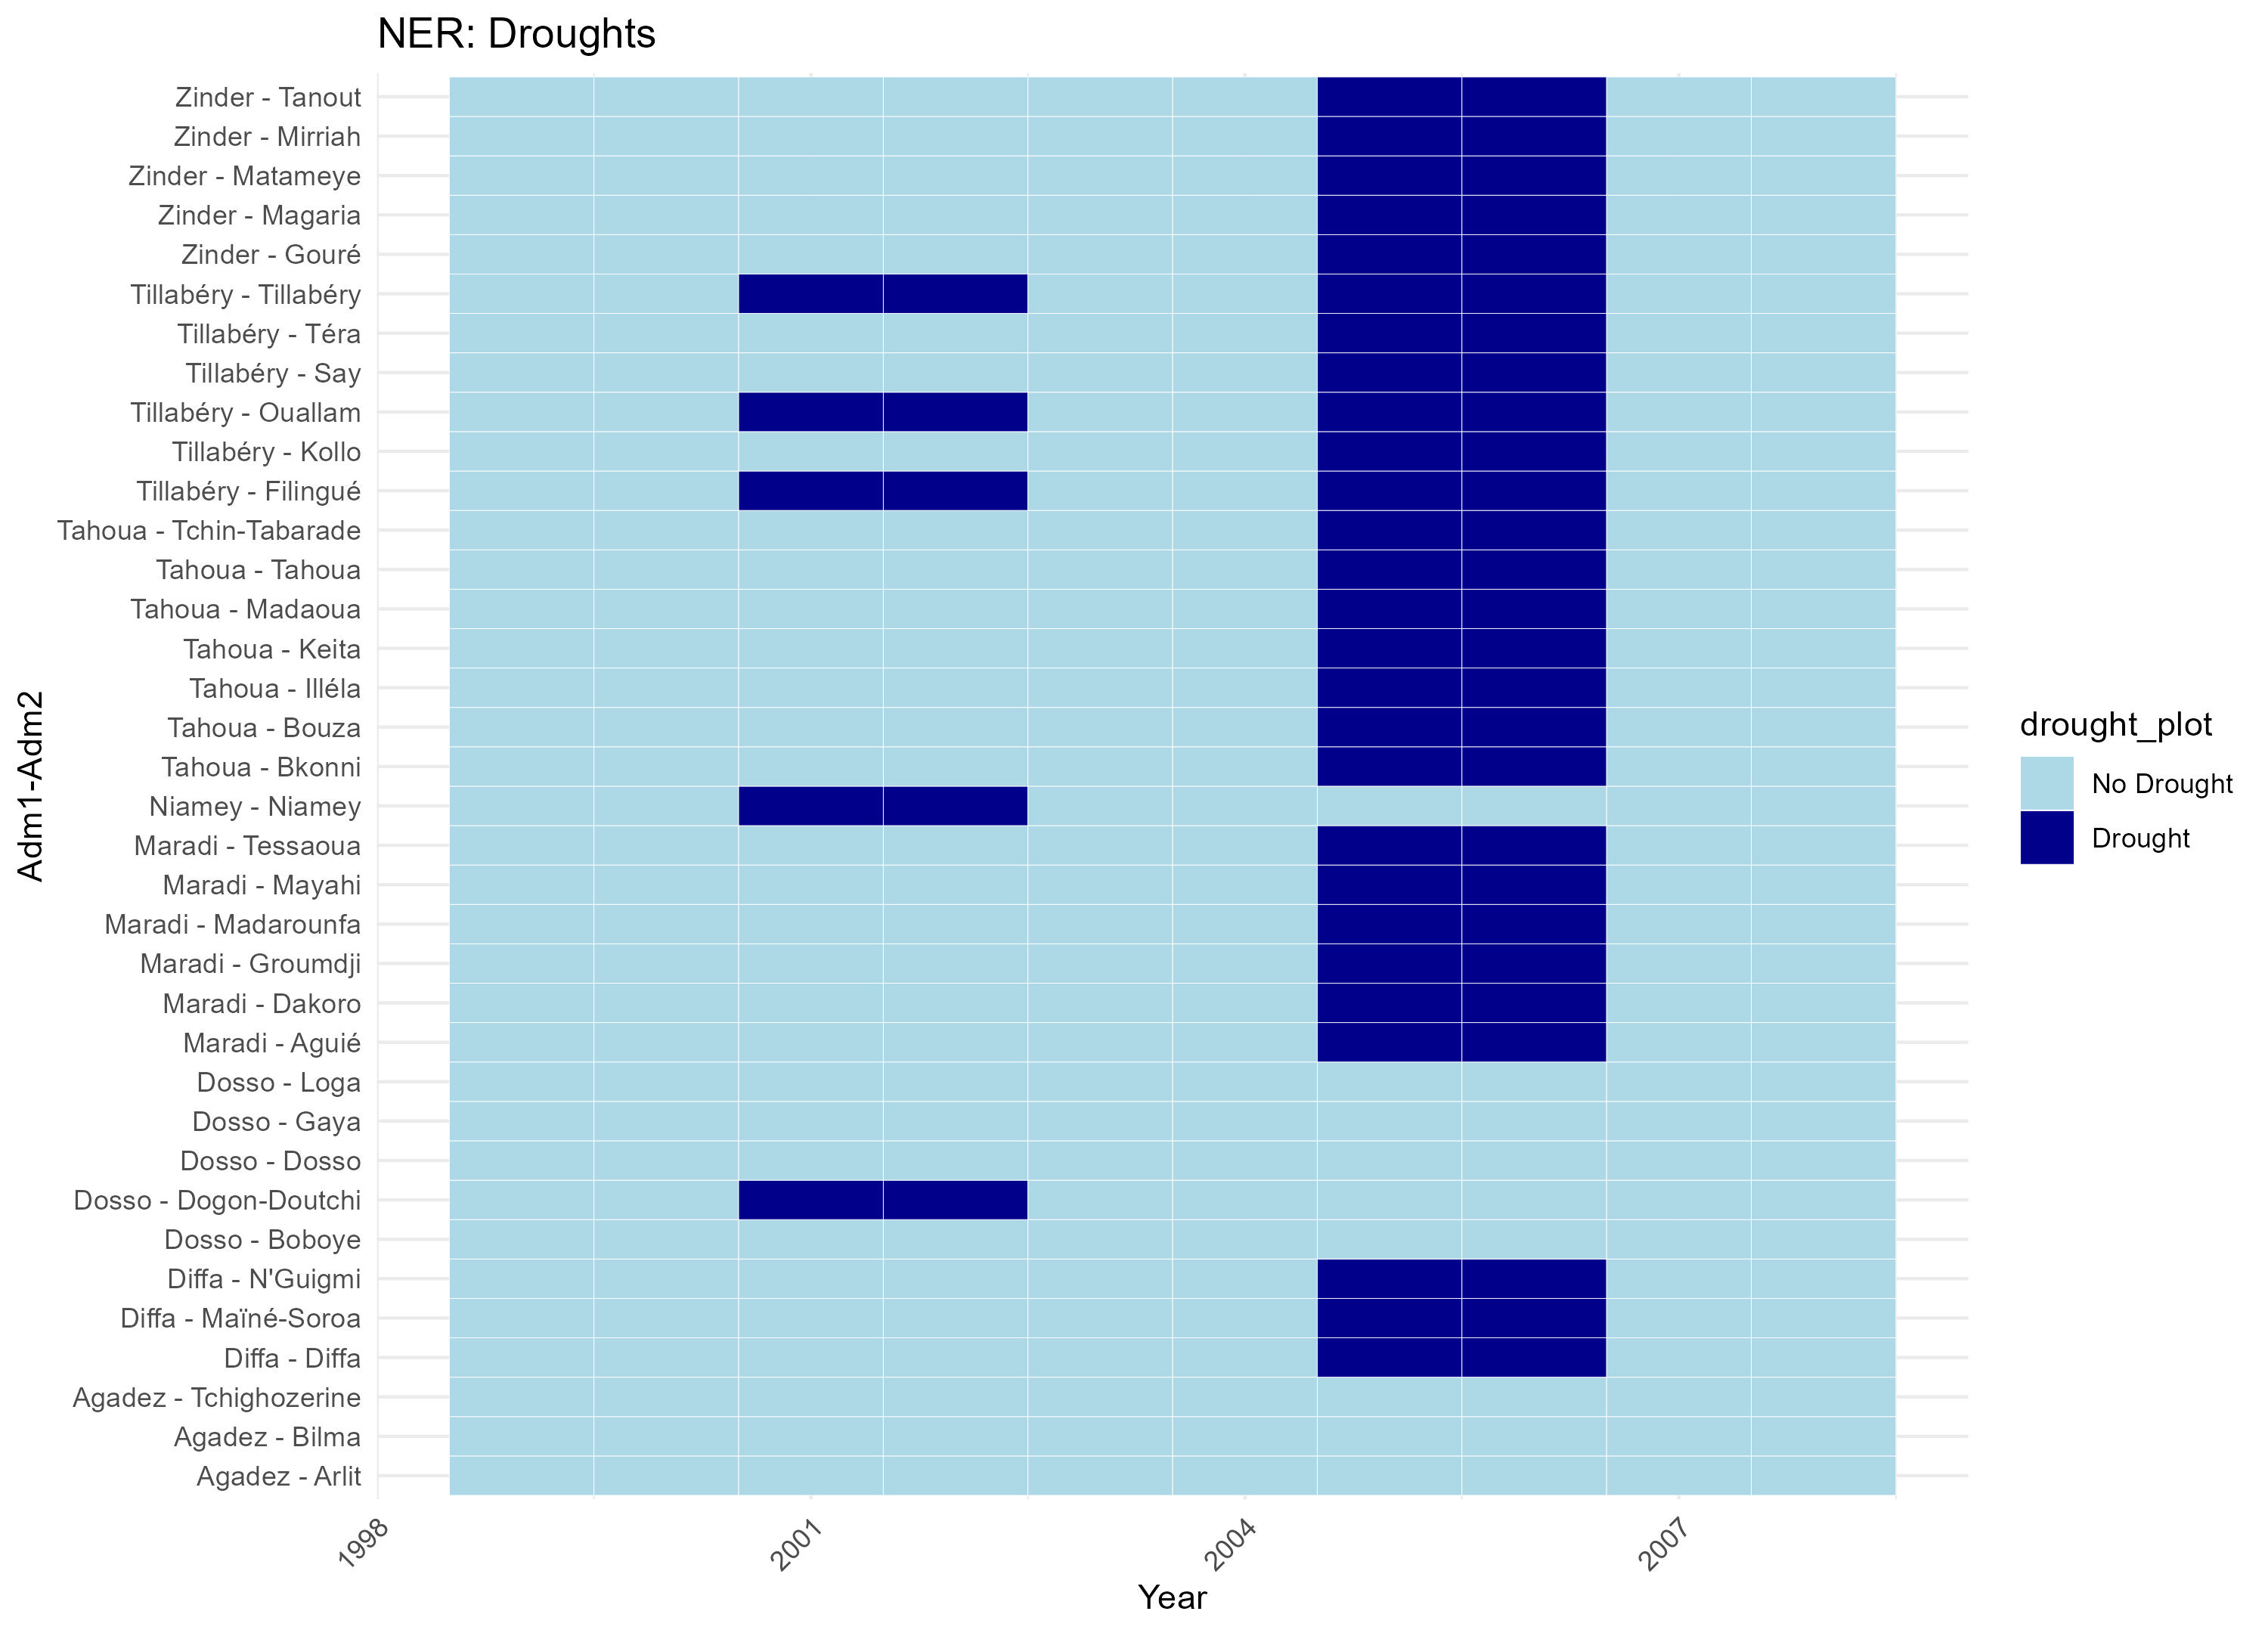 NER: Droughts
Zinder - Tanout
Zinder - Mirriah
Zinder - Matameye
Zinder - Magaria
Zinder - Gouré
Tillabéry - Tillabéry
Tillabéry - Téra
Tillabéry - Say
Tillabéry - Ouallam
Tillabéry - Kollo
Tillabéry - Filingué
Tahoua - Tchin-Tabarade
Tahoua - Tahoua
Tahoua - Madaoua
Tahoua - Keita
Tahoua - Illéla
Tahoua - Bouza
Tahoua - Bkonni
Niamey - Niamey
Maradi - Tessaoua
Maradi - Mayahi
Maradi - Madarounfa
Maradi - Groumdji
Maradi - Dakoro
Maradi - Aguié
Dosso - Loga
Dosso - Gaya
Dosso - Dosso
Dosso - Dogon-Doutchi
Dosso - Boboye
Diffa - N'Guigmi
Diffa - Maïné-Soroa
Diffa - Diffa
Agadez - Tchighozerine
Agadez - Bilma
Agadez - Arlit
Adm1-Adm2
1998
2001
2004
2007
Year
drought_plot
No Drought
Drought